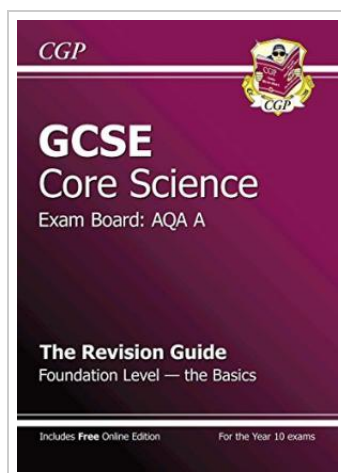 CGP
CGP
GCSE
Core Science
Exam Board: AQA A
The Revision Guide
Foundation Level — the Basics
Includes Free Online Edition
For the Year 10 exams